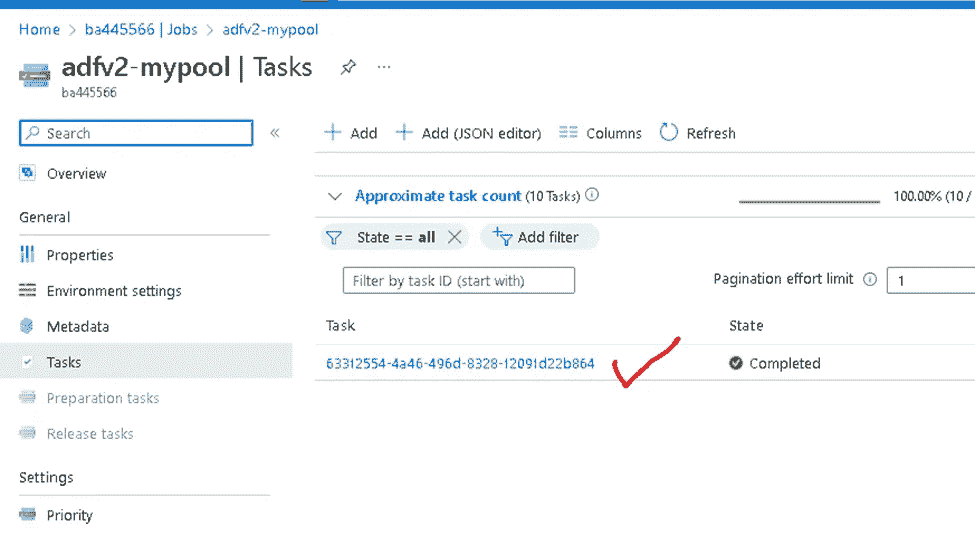 Home > ba445566 | Jobs > adfv2-mypool
adfv2-mypool | Tasks ...
ba445566
Search «
+ Add + Add (JSON editor) Columns Refresh
Overview
Approximate task count (10 Tasks) 100.00% (10 /
General
State == all Add filter
Properties
Filter by task ID (start with) Pagination effort limit 1
Environment settings
Metadata
Task State
Tasks
63312554-4a46-496d-8328-12091d22b864 Completed
Preparation tasks
Release tasks
Settings
Priority